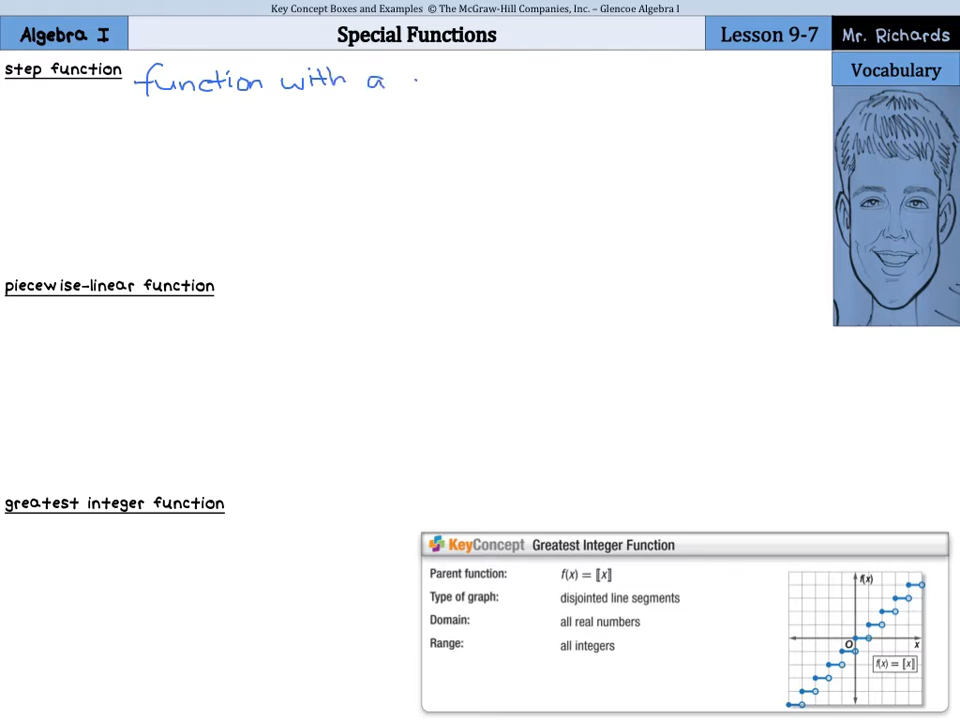 Key Concept Boxes and Examples © The McGraw-Hill Companies, Inc. – Glencoe Algebra I
Algebra I Special Functions Lesson 9-7 Mr. Richards
step function function with a
Vocabulary
piecewise-linear function
greatest integer function
KeyConcept Greatest Integer Function
Parent function: f(x) = ⟦x⟧
Type of graph: disjointed line segments
Domain: all real numbers
Range: all integers
f(x)
O x
f(x) = ⟦x⟧